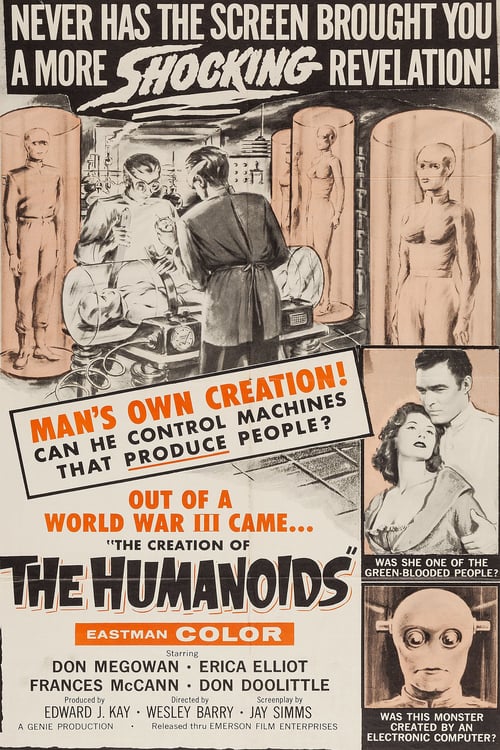 NEVER HAS THE SCREEN BROUGHT YOU
A MORE SHOCKING REVELATION!
MAN'S OWN CREATION!
CAN HE CONTROL MACHINES
THAT PRODUCE PEOPLE?
OUT OF A
WORLD WAR III CAME...
"THE CREATION OF
THE HUMANOIDS"
EASTMAN COLOR
Starring
DON MEGOWAN · ERICA ELLIOT
FRANCES McCANN · DON DOOLITTLE
Produced by Directed by Screenplay by
EDWARD J. KAY · WESLEY BARRY · JAY SIMMS
A GENIE PRODUCTION · Released thru EMERSON FILM ENTERPRISES
WAS SHE ONE OF THE
GREEN-BLOODED PEOPLE?
WAS THIS MONSTER
CREATED BY AN
ELECTRONIC COMPUTER?